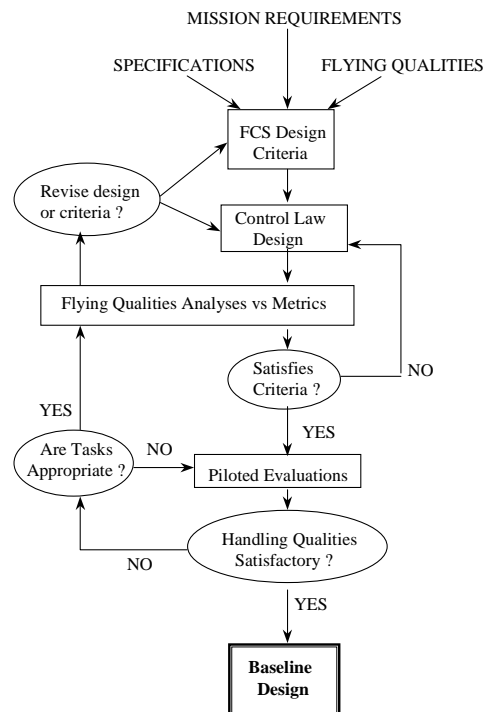 MISSION REQUIREMENTS
SPECIFICATIONS
FLYING QUALITIES
FCS Design
Criteria
Revise design
or criteria ?
Control Law
Design
Flying Qualities Analyses vs Metrics
Satisfies
Criteria ?
NO
YES
YES
Are Tasks
Appropriate ?
NO
Piloted Evaluations
Handling Qualities
Satisfactory ?
NO
YES
Baseline
Design